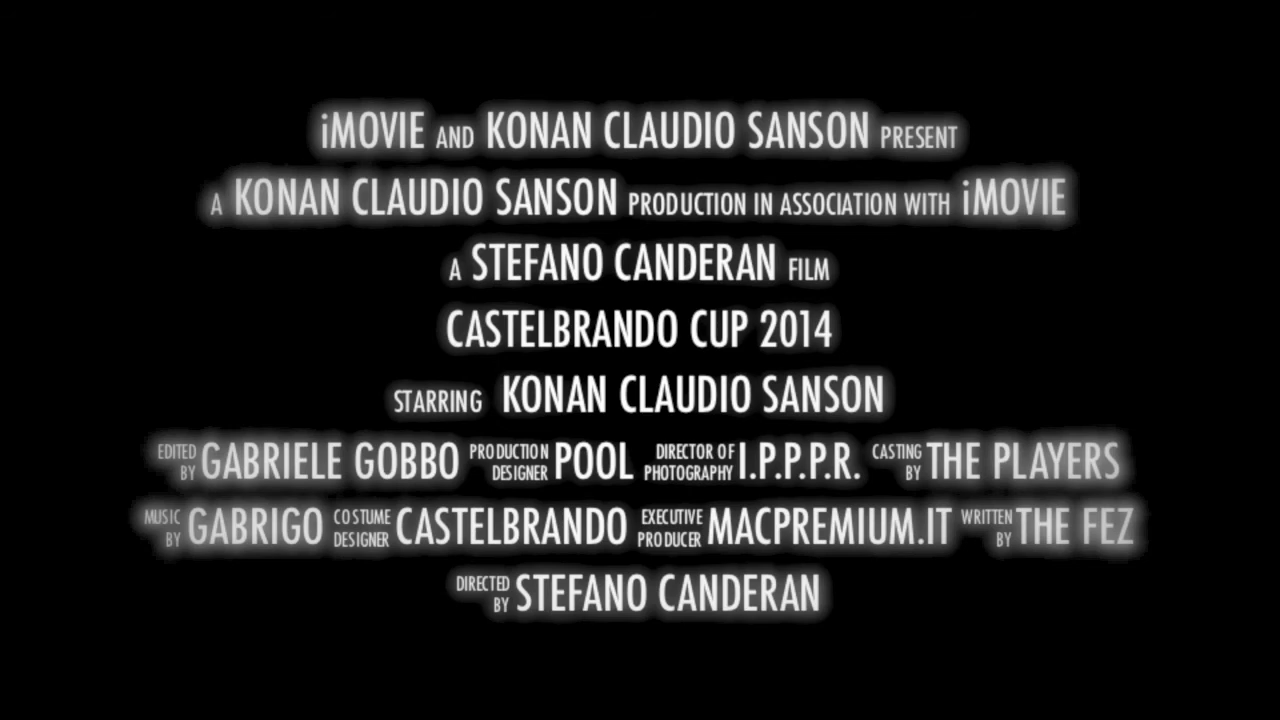 iMOVIE AND KONAN CLAUDIO SANSON PRESENT
A KONAN CLAUDIO SANSON PRODUCTION IN ASSOCIATION WITH iMOVIE
A STEFANO CANDERAN FILM
CASTELBRANDO CUP 2014
STARRING KONAN CLAUDIO SANSON
EDITED BY GABRIELE GOBBO PRODUCTION DESIGNER POOL DIRECTOR OF PHOTOGRAPHY I.P.P.P.R. CASTING BY THE PLAYERS
MUSIC BY GABRIGO COSTUME DESIGNER CASTELBRANDO EXECUTIVE PRODUCER MACPREMIUM.IT WRITTEN BY THE FEZ
DIRECTED BY STEFANO CANDERAN